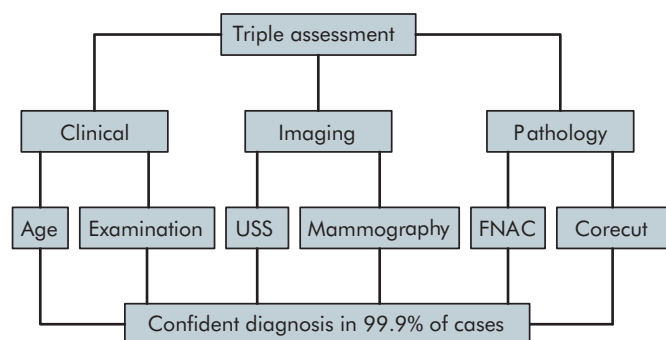 Triple assessment
Clinical
Imaging
Pathology
Age
Examination
USS
Mammography
FNAC
Corecut
Confident diagnosis in 99.9% of cases